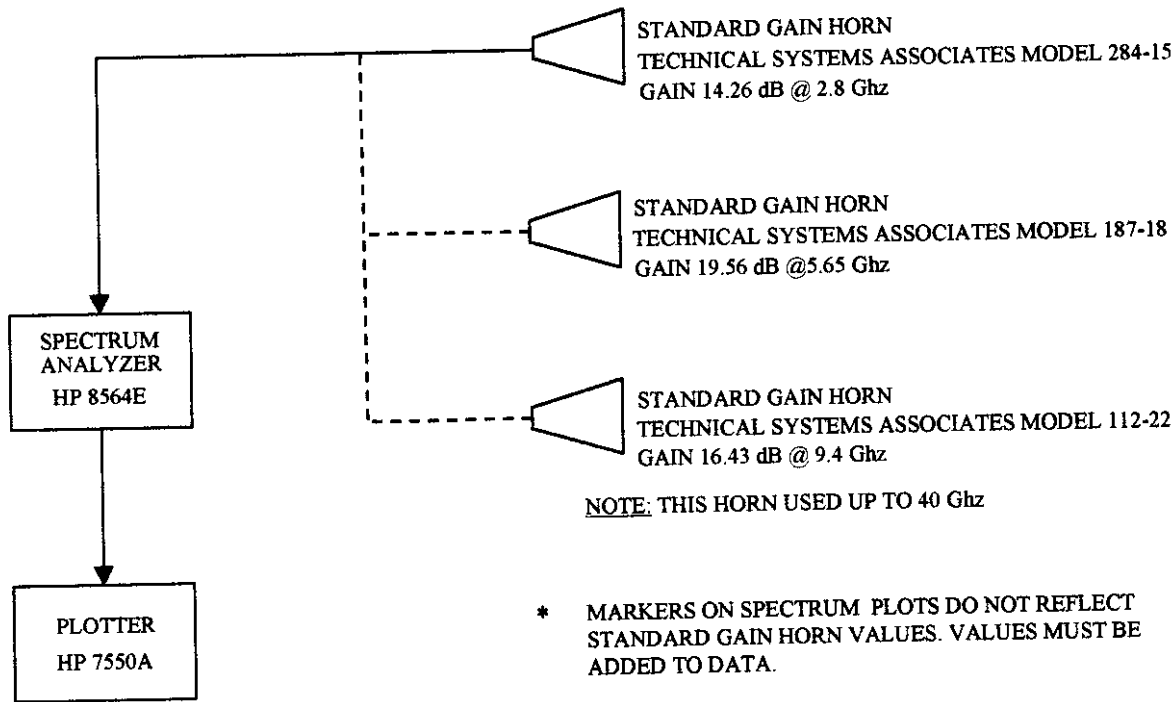 STANDARD GAIN HORN
TECHNICAL SYSTEMS ASSOCIATES MODEL 284-15
GAIN 14.26 dB @ 2.8 Ghz
STANDARD GAIN HORN
TECHNICAL SYSTEMS ASSOCIATES MODEL 187-18
GAIN 19.56 dB @5.65 Ghz
SPECTRUM
ANALYZER
HP 8564E
STANDARD GAIN HORN
TECHNICAL SYSTEMS ASSOCIATES MODEL 112-22
GAIN 16.43 dB @ 9.4 Ghz
NOTE: THIS HORN USED UP TO 40 Ghz
PLOTTER
HP 7550A
* MARKERS ON SPECTRUM PLOTS DO NOT REFLECT
STANDARD GAIN HORN VALUES. VALUES MUST BE
ADDED TO DATA.